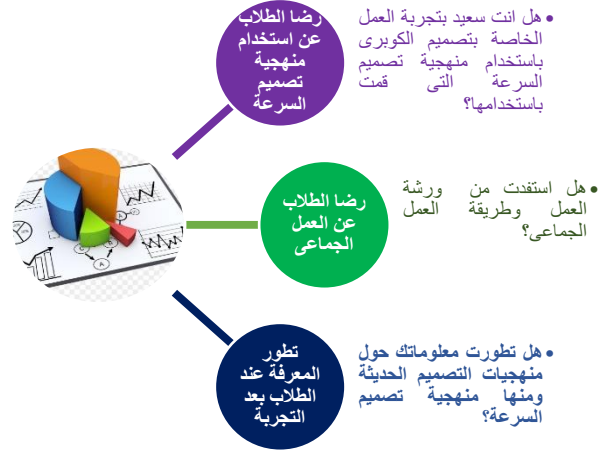 رضا الطلاب
عن استخدام
منهجية
تصميم
السرعة
• هل انت سعيد بتجربة العمل
الخاصة بتصميم الكوبرى
باستخدام منهجية تصميم
السرعة التى قمت
باستخدامها؟
رضا الطلاب
عن العمل
الجماعى
• هل استفدت من ورشة
العمل وطريقة العمل
الجماعى؟
تطور
المعرفة عند
الطلاب بعد
التجربة
• هل تطورت معلوماتك حول
منهجيات التصميم الحديثة
ومنها منهجية تصميم
السرعة؟